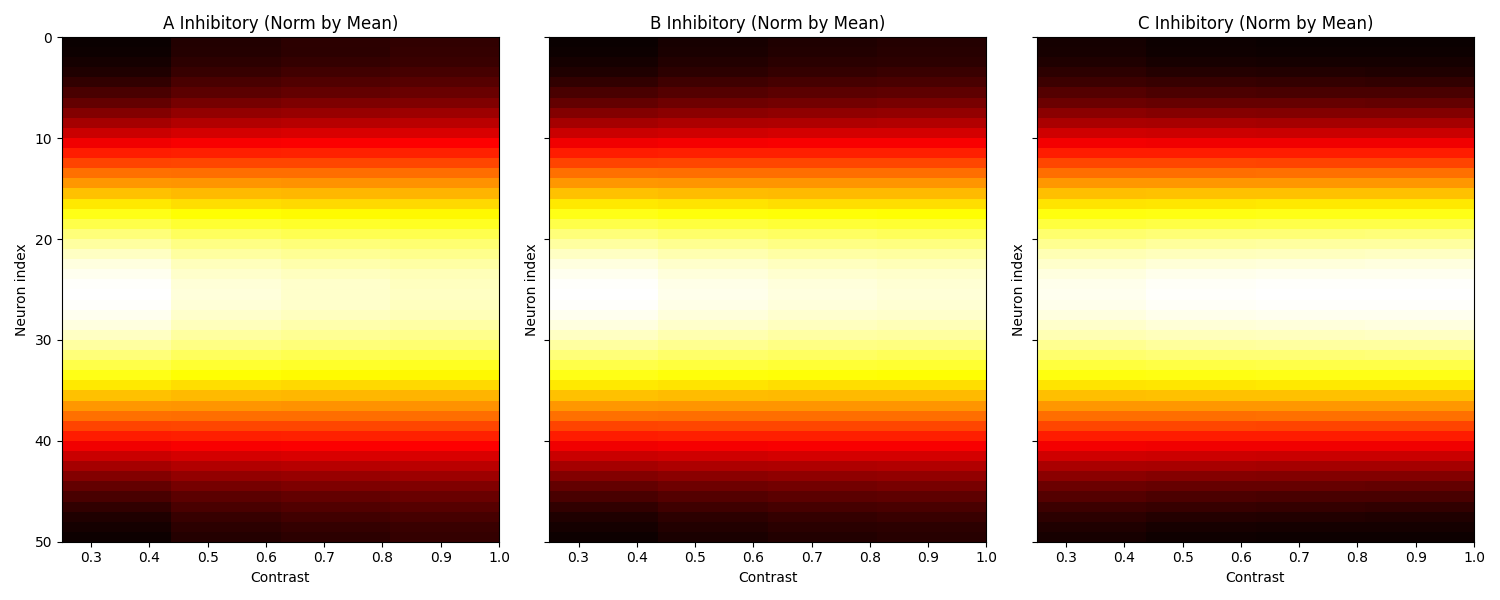 A Inhibitory (Norm by Mean)
B Inhibitory (Norm by Mean)
C Inhibitory (Norm by Mean)
0
10
20
30
40
50
Neuron index
Neuron index
Neuron index
0.3 0.4 0.5 0.6 0.7 0.8 0.9 1.0
0.3 0.4 0.5 0.6 0.7 0.8 0.9 1.0
0.3 0.4 0.5 0.6 0.7 0.8 0.9 1.0
Contrast
Contrast
Contrast